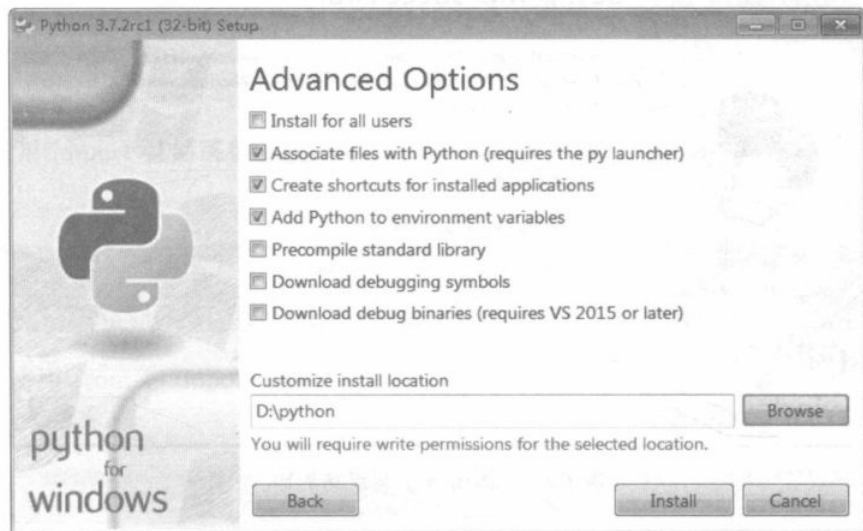 Python 3.7.2rc1 (32-bit) Setup
Advanced Options
Install for all users
Associate files with Python (requires the py launcher)
Create shortcuts for installed applications
Add Python to environment variables
Precompile standard library
Download debugging symbols
Download debug binaries (requires VS 2015 or later)
Customize install location
D:\python
Browse
You will require write permissions for the selected location.
python
for
windows
Back
Install
Cancel